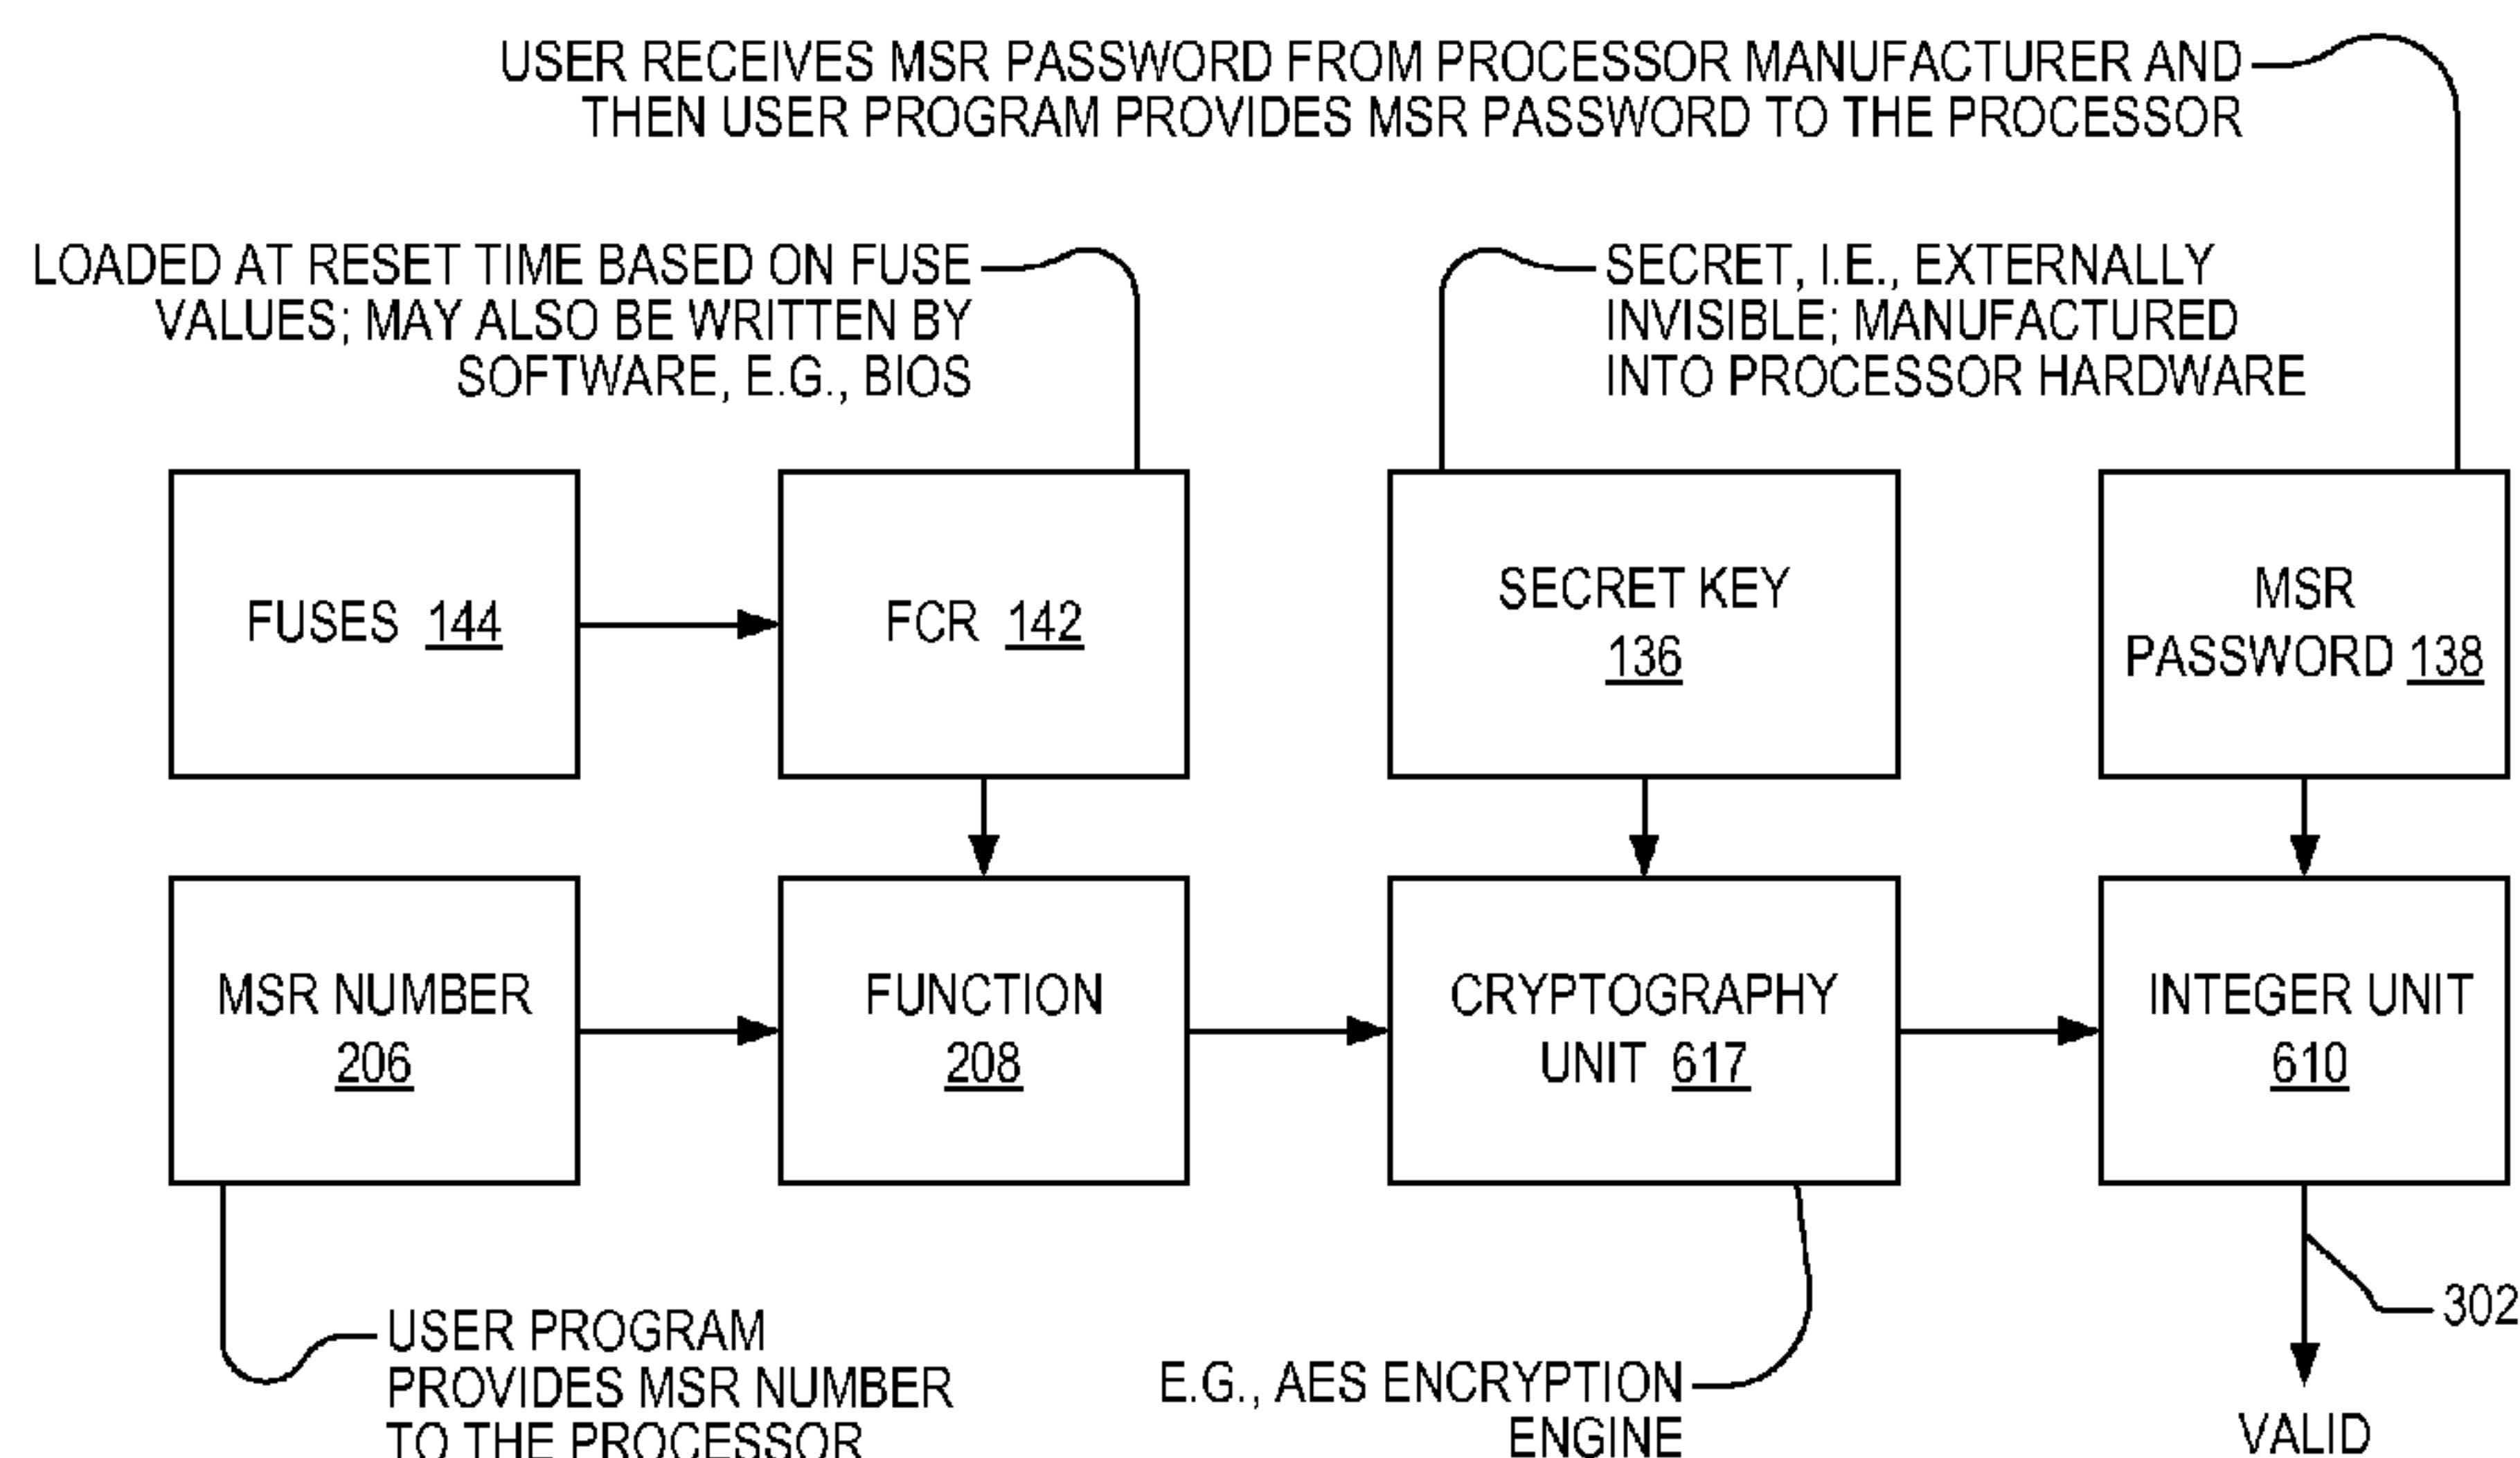 USER RECEIVES MSR PASSWORD FROM PROCESSOR MANUFACTURER AND
THEN USER PROGRAM PROVIDES MSR PASSWORD TO THE PROCESSOR
LOADED AT RESET TIME BASED ON FUSE
VALUES; MAY ALSO BE WRITTEN BY
SOFTWARE, E.G., BIOS
SECRET, I.E., EXTERNALLY
INVISIBLE; MANUFACTURED
INTO PROCESSOR HARDWARE
FUSES 144
FCR 142
SECRET KEY
136
MSR
PASSWORD 138
MSR NUMBER
206
FUNCTION
208
CRYPTOGRAPHY
UNIT 617
INTEGER UNIT
610
302
USER PROGRAM
PROVIDES MSR NUMBER
TO THE PROCESSOR
E.G., AES ENCRYPTION
ENGINE
VALID